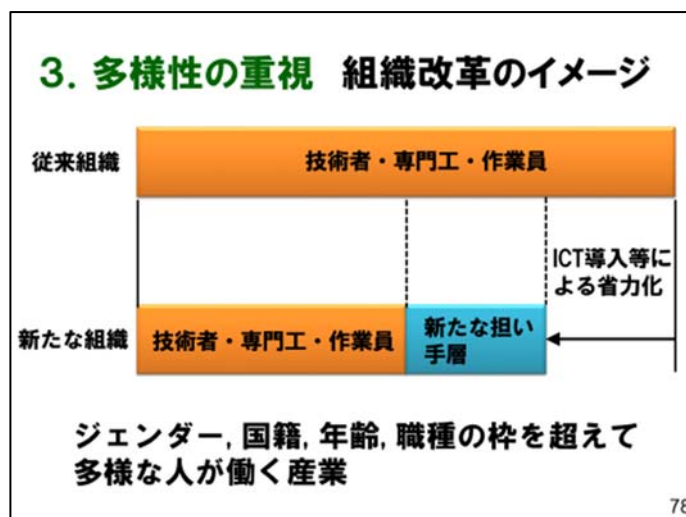 3. 多様性の重視 組織改革のイメージ
従来組織
技術者・専門工・作業員
ICT導入等に
よる省力化
新たな組織
技術者・専門工・作業員
新たな担い
手層
ジェンダー, 国籍, 年齢, 職種の枠を超えて
多様な人が働く産業
78